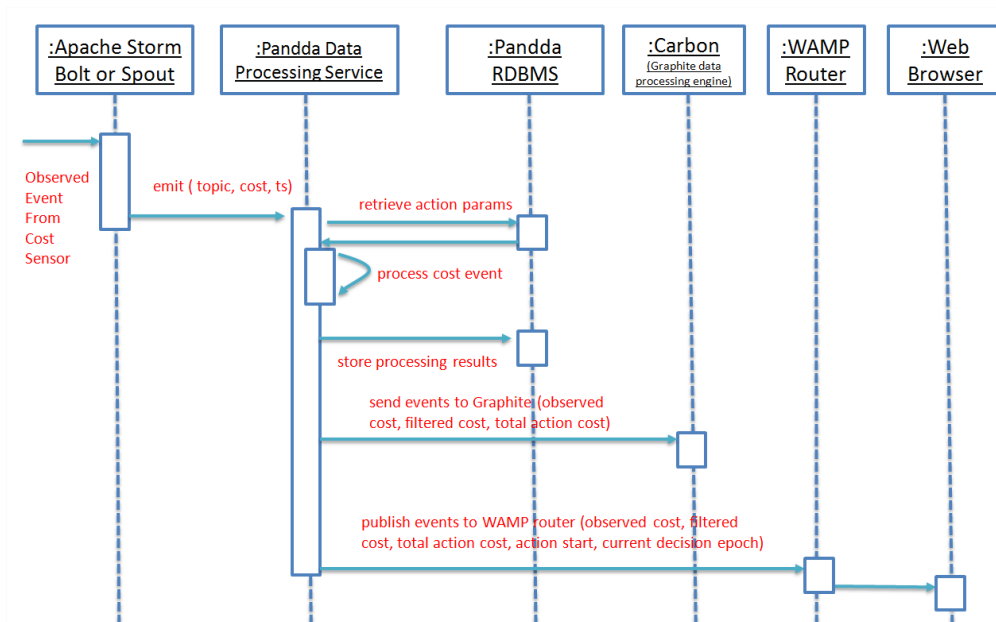 :Apache Storm
Bolt or Spout
:Pandda Data
Processing Service
:Pandda
RDBMS
:Carbon
(Graphite data
processing engine)
:WAMP
Router
:Web
Browser
Observed
Event
From
Cost
Sensor
emit ( topic, cost, ts)
retrieve action params
process cost event
store processing results
send events to Graphite (observed
cost, filtered cost, total action cost)
publish events to WAMP router (observed cost, filtered
cost, total action cost, action start, current decision epoch)